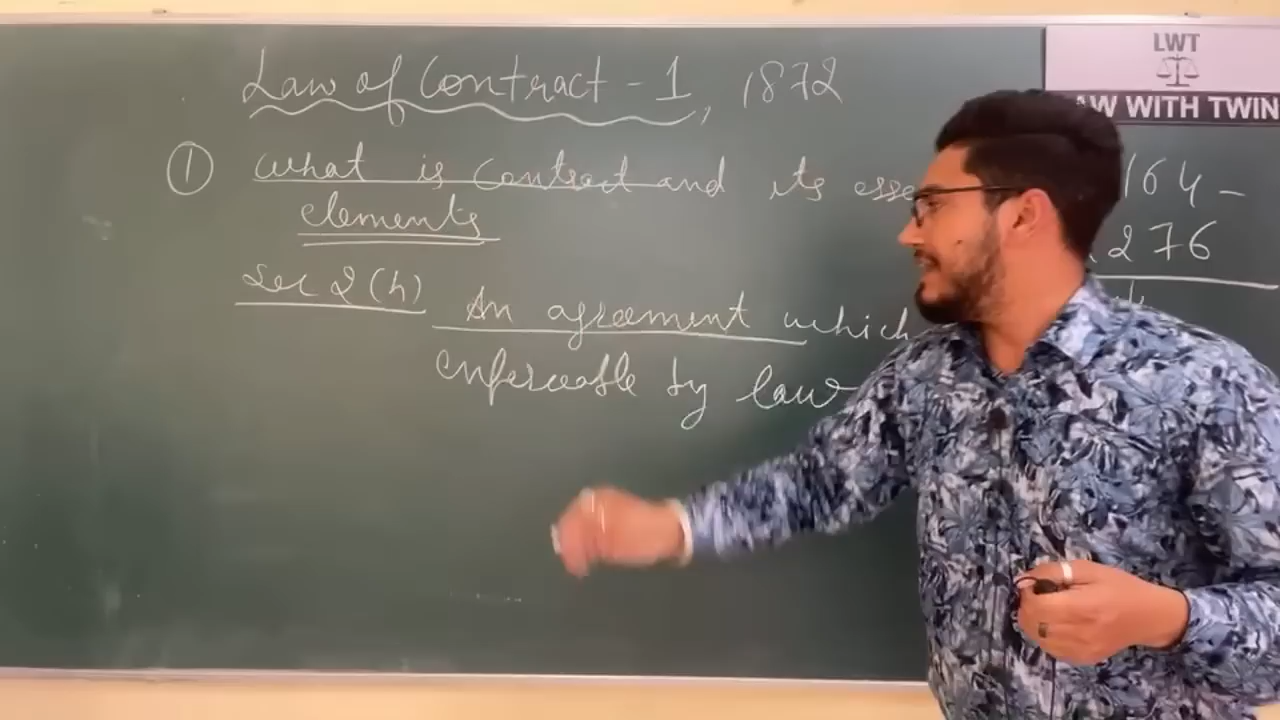 Law of Contract - 1, 1872
LWT
AW WITH TWIN
① What is Contract and its esse
elements
164 -
276
Sec 2(h)
An agreement which
enforceable by law